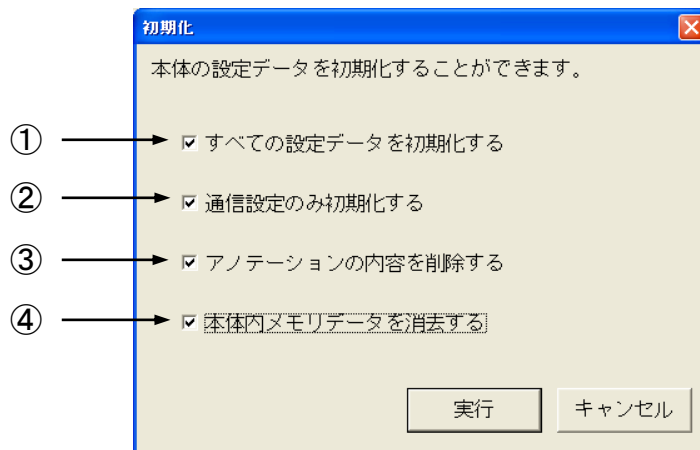 初期化
本体の設定データを初期化することができます。
① すべての設定データを初期化する
② 通信設定のみ初期化する
③ アノテーションの内容を削除する
④ 本体内メモリデータを消去する
実行 キャンセル